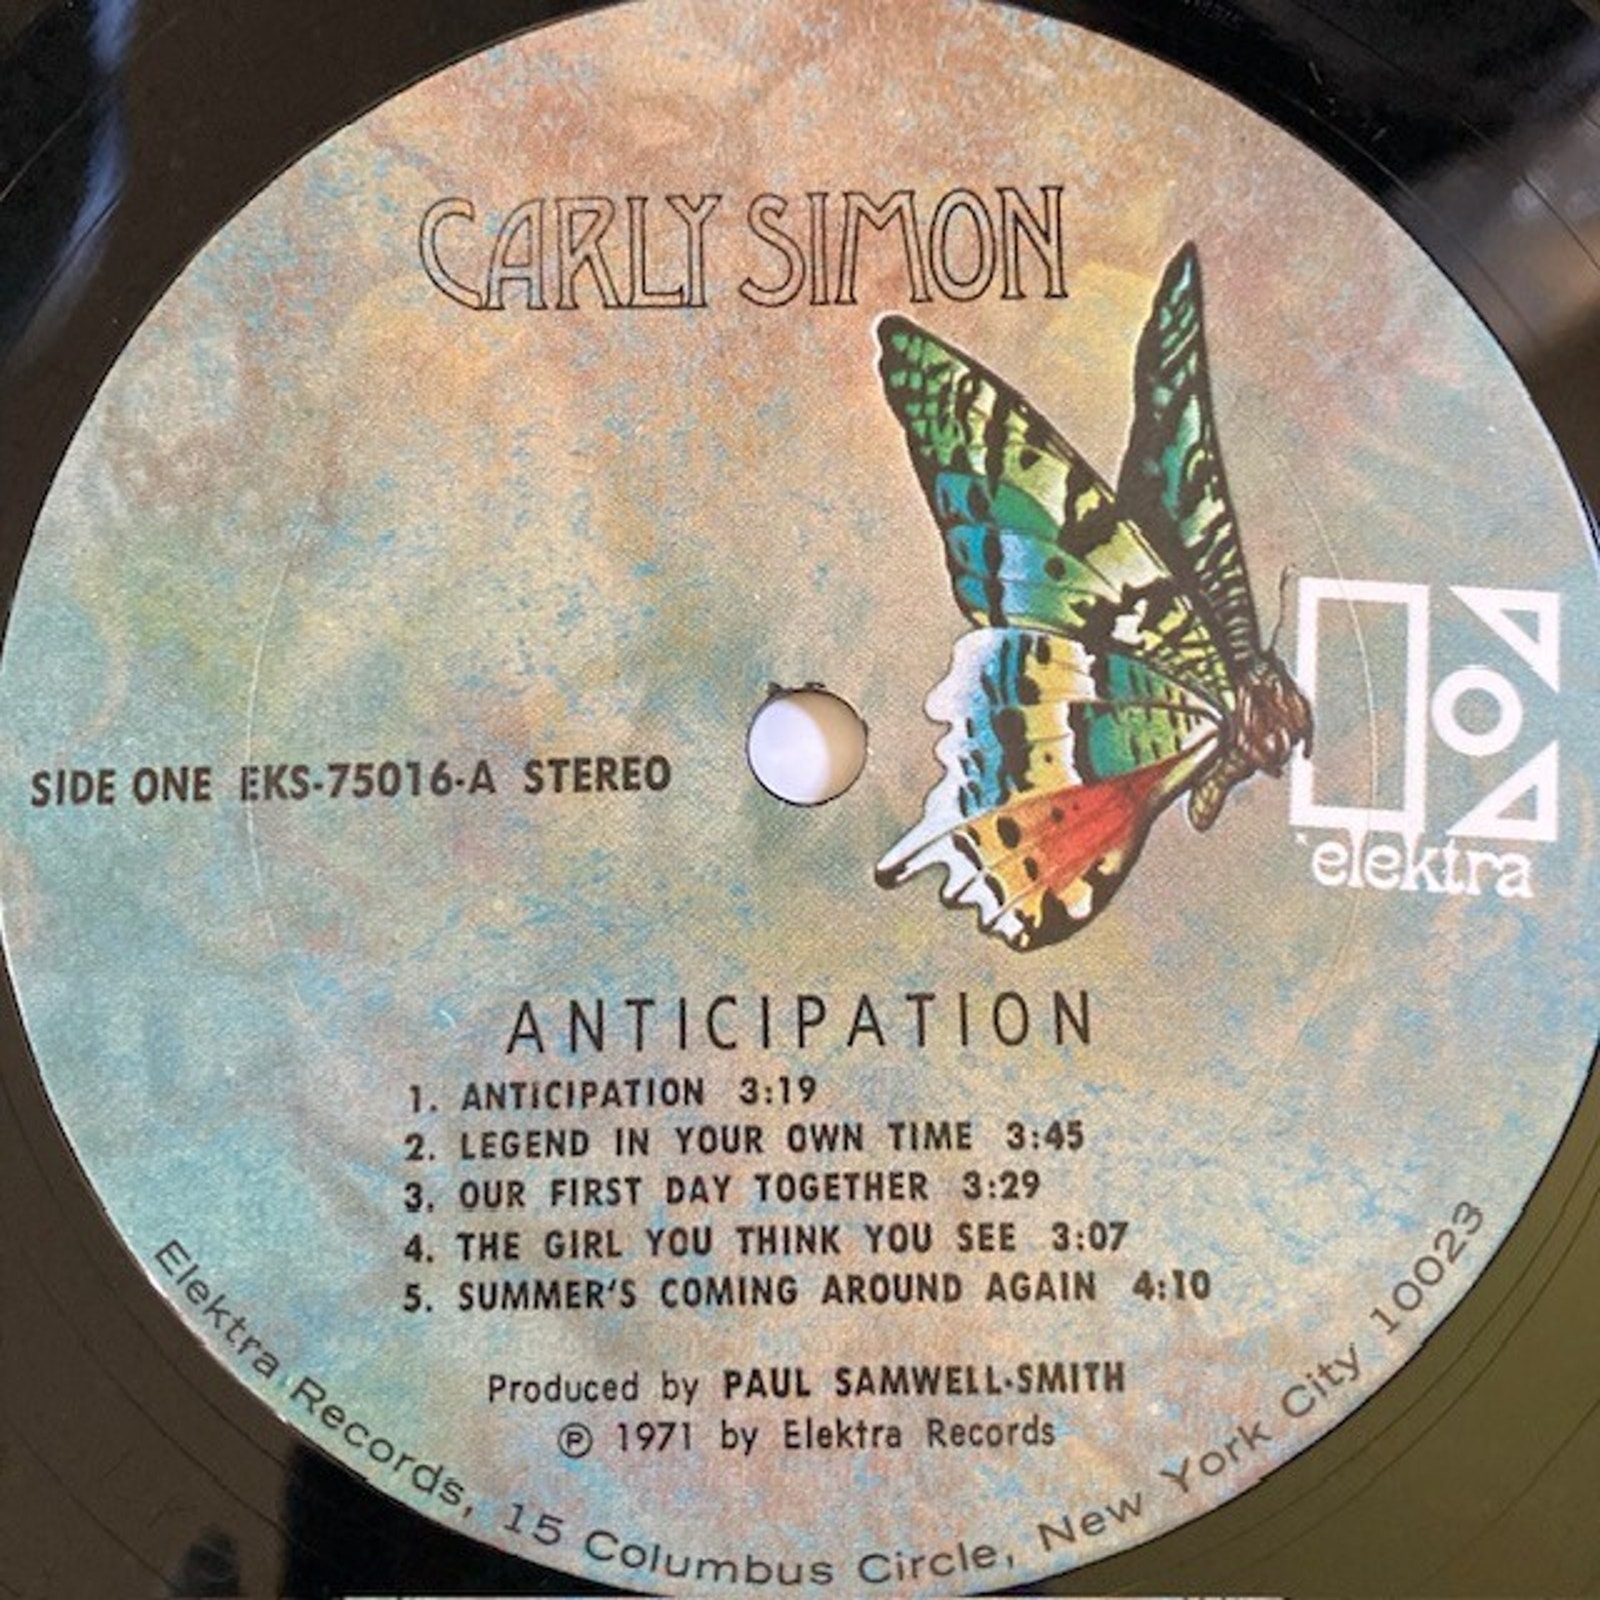 CARLY SIMON
elektra
SIDE ONE EKS-75016-A STEREO
ANTICIPATION
1. ANTICIPATION 3:19
2. LEGEND IN YOUR OWN TIME 3:45
3. OUR FIRST DAY TOGETHER 3:29
4. THE GIRL YOU THINK YOU SEE 3:07
5. SUMMER'S COMING AROUND AGAIN 4:10
Produced by PAUL SAMWELL-SMITH
℗ 1971 by Elektra Records
Elektra Records, 15 Columbus Circle, New York City 10023